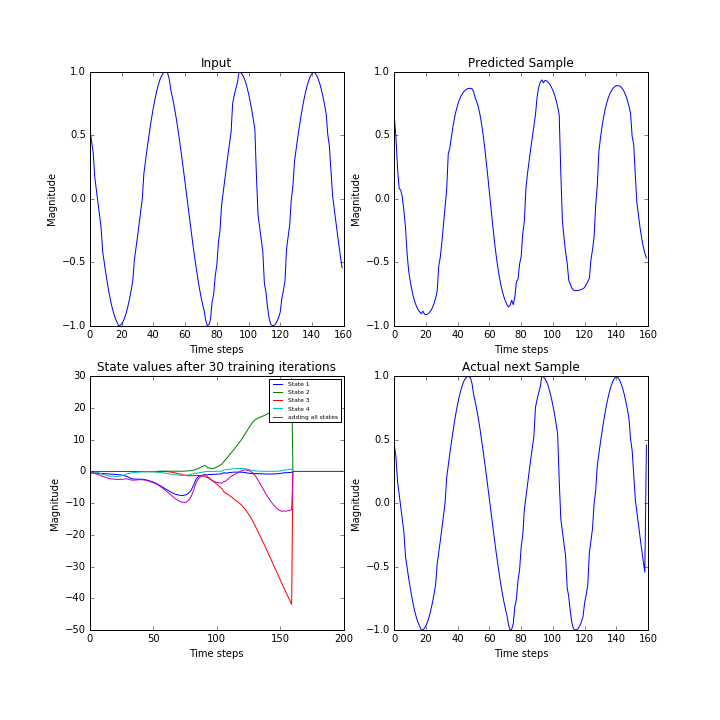 Input
1.0
0.5
0.0
−0.5
−1.0
Magnitude
0 20 40 60 80 100 120 140 160
Time steps
Predicted Sample
1.0
0.5
0.0
−0.5
−1.0
Magnitude
0 20 40 60 80 100 120 140 160
Time steps
State values after 30 training iterations
30
20
10
0
−10
−20
−30
−40
−50
Magnitude
State 1
State 2
State 3
State 4
adding all states
0 50 100 150 200
Time steps
Actual next Sample
1.0
0.5
0.0
−0.5
−1.0
Magnitude
0 20 40 60 80 100 120 140 160
Time steps